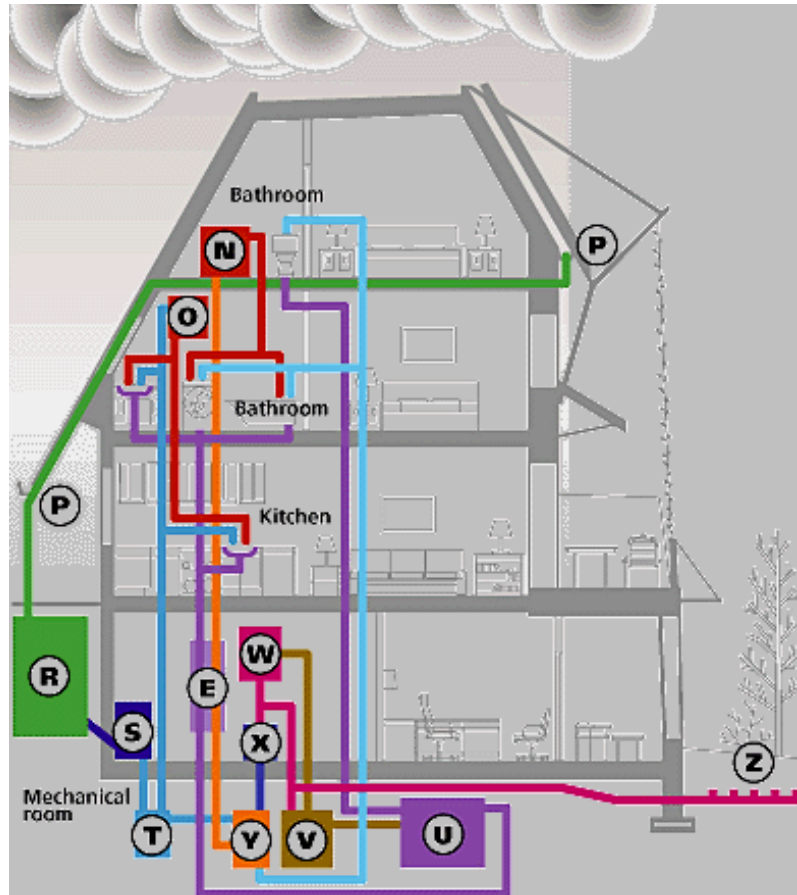 Bathroom
N
P
O
Bathroom
P
Kitchen
R
E
W
S
X
Z
Mechanical
room
T
Y
V
U